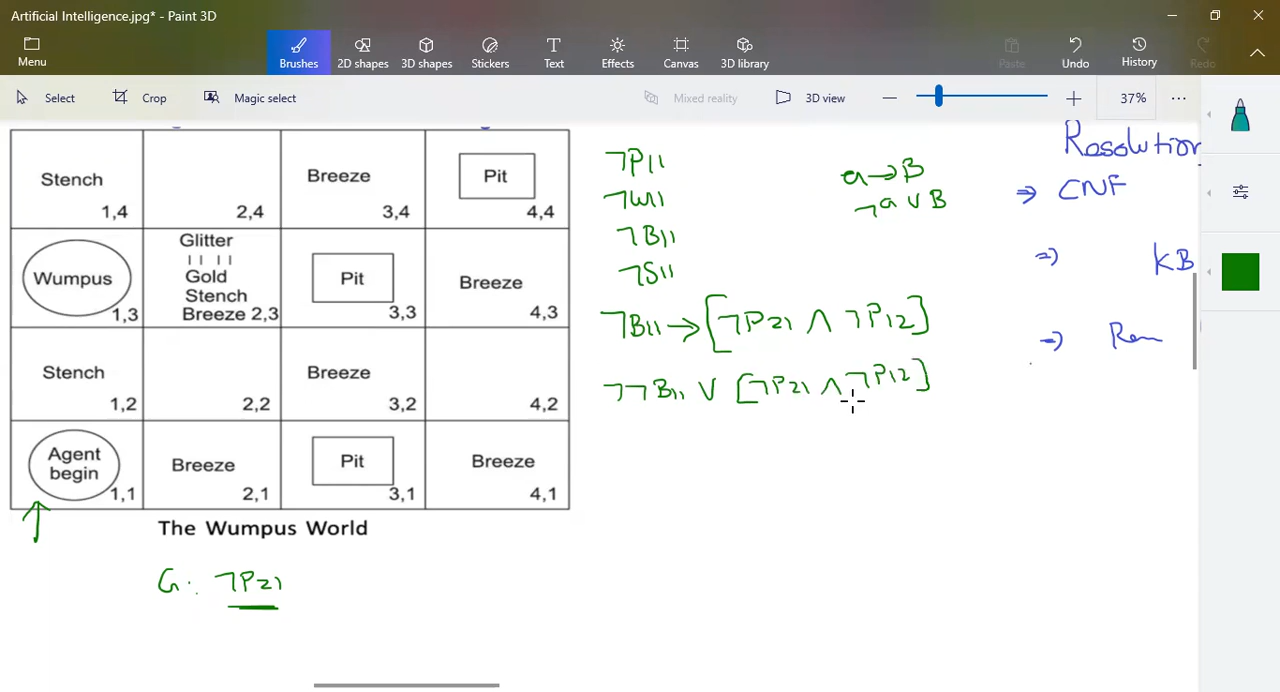 Artificial Intelligence.jpg* - Paint 3D
Menu
Brushes
2D shapes
3D shapes
Stickers
Text
Effects
Canvas
3D library
Paste
Undo
History
Redo
Select
Crop
Magic select
Mixed reality
3D view
37%
Stench
1,4
2,4
Breeze
3,4
Pit
4,4
Wumpus
1,3
Glitter
Gold
Stench
Breeze 2,3
Pit
3,3
Breeze
4,3
Stench
1,2
2,2
Breeze
3,2
4,2
Agent
begin
1,1
Breeze
2,1
Pit
3,1
Breeze
4,1
The Wumpus World
G: ¬P21
¬P11
¬W11
¬B11
¬S11
¬B11 → [¬P21 ∧ ¬P12]
¬¬B11 ∨ [¬P21 ∧ ¬P12]
a → B
¬a ∨ B
Resolution
⇒ CNF
⇒ KB
⇒ Ren